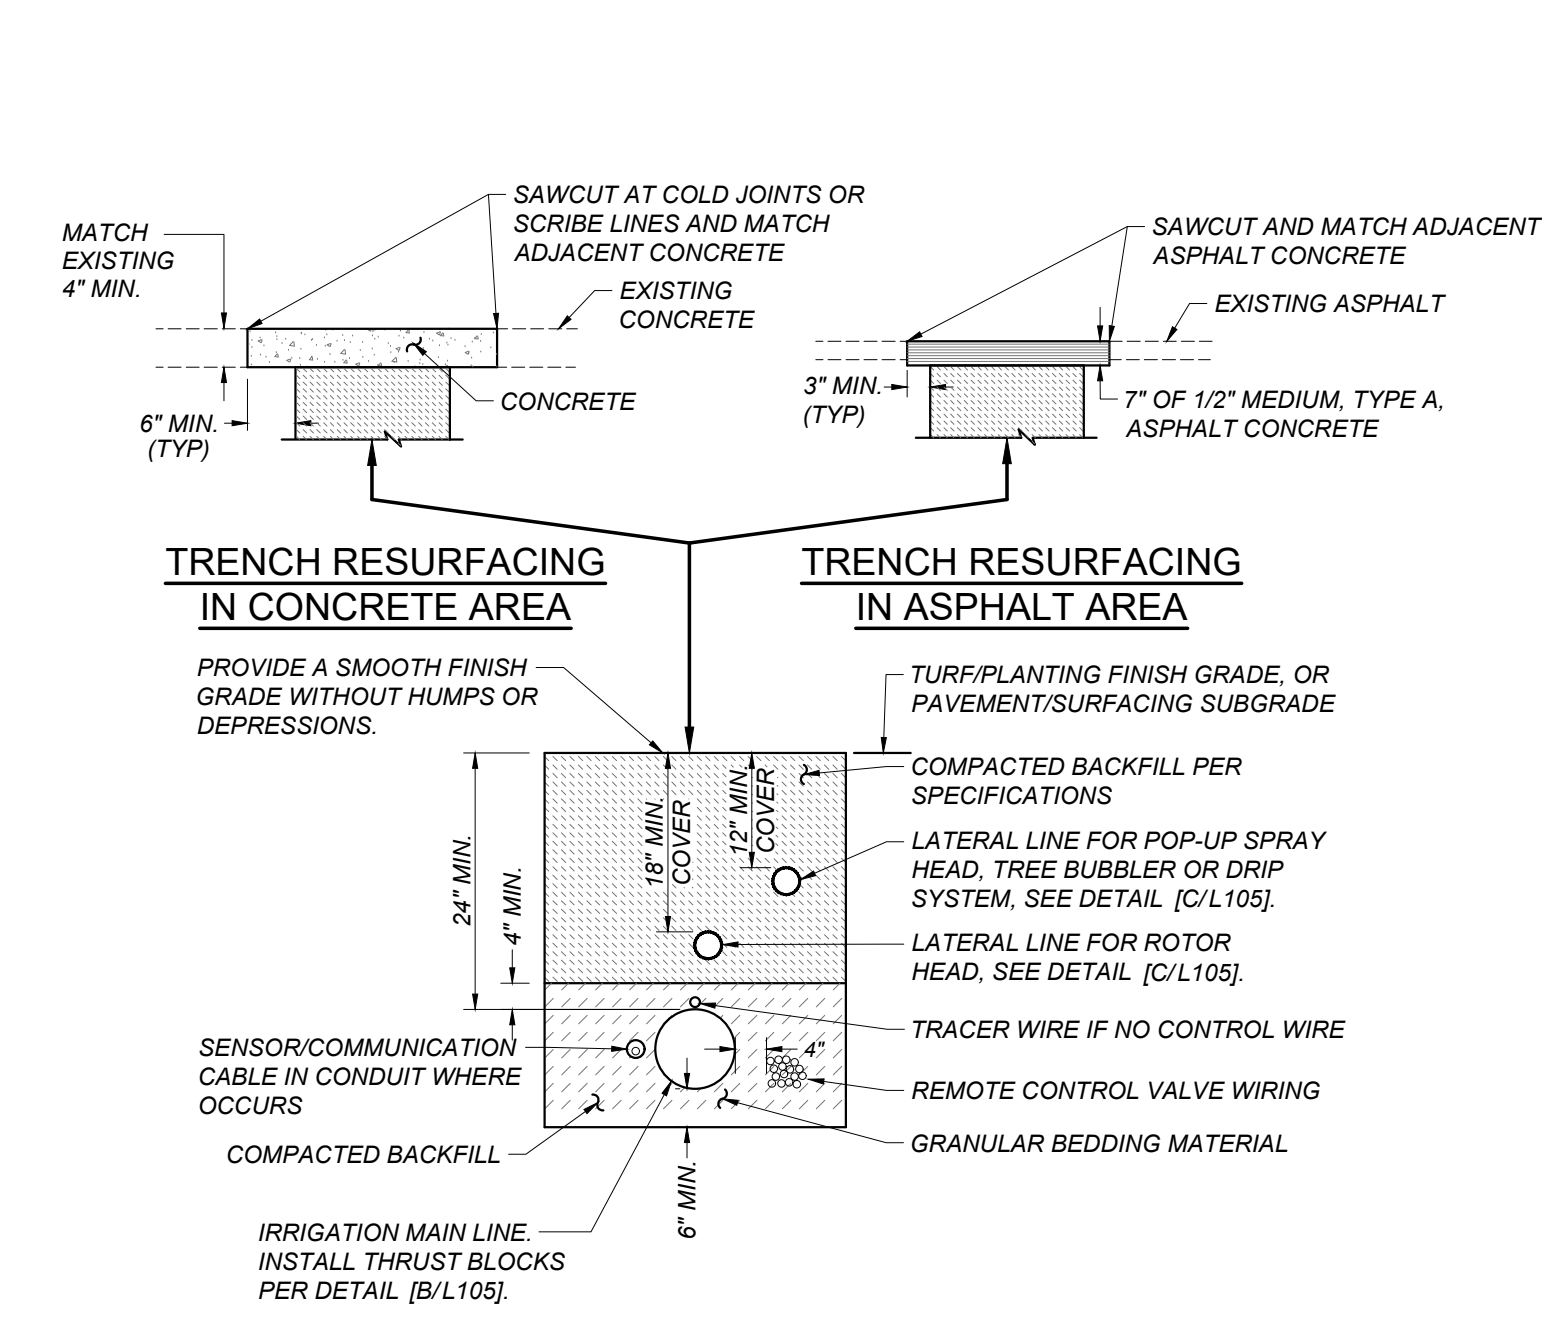 SAWCUT AT COLD JOINTS OR
SCRIBE LINES AND MATCH
ADJACENT CONCRETE
MATCH
EXISTING
4" MIN.
EXISTING
CONCRETE
CONCRETE
6" MIN.
(TYP)
SAWCUT AND MATCH ADJACENT
ASPHALT CONCRETE
EXISTING ASPHALT
3" MIN.
(TYP)
7" OF 1/2" MEDIUM, TYPE A,
ASPHALT CONCRETE
TRENCH RESURFACING
IN CONCRETE AREA
TRENCH RESURFACING
IN ASPHALT AREA
PROVIDE A SMOOTH FINISH
GRADE WITHOUT HUMPS OR
DEPRESSIONS.
TURF/PLANTING FINISH GRADE, OR
PAVEMENT/SURFACING SUBGRADE
COMPACTED BACKFILL PER
SPECIFICATIONS
24" MIN.
4" MIN.
18" MIN.
COVER
12" MIN.
COVER
LATERAL LINE FOR POP-UP SPRAY
HEAD, TREE BUBBLER OR DRIP
SYSTEM, SEE DETAIL [C/L105].
LATERAL LINE FOR ROTOR
HEAD, SEE DETAIL [C/L105].
TRACER WIRE IF NO CONTROL WIRE
SENSOR/COMMUNICATION
CABLE IN CONDUIT WHERE
OCCURS
4"
REMOTE CONTROL VALVE WIRING
COMPACTED BACKFILL
GRANULAR BEDDING MATERIAL
6" MIN.
IRRIGATION MAIN LINE.
INSTALL THRUST BLOCKS
PER DETAIL [B/L105].